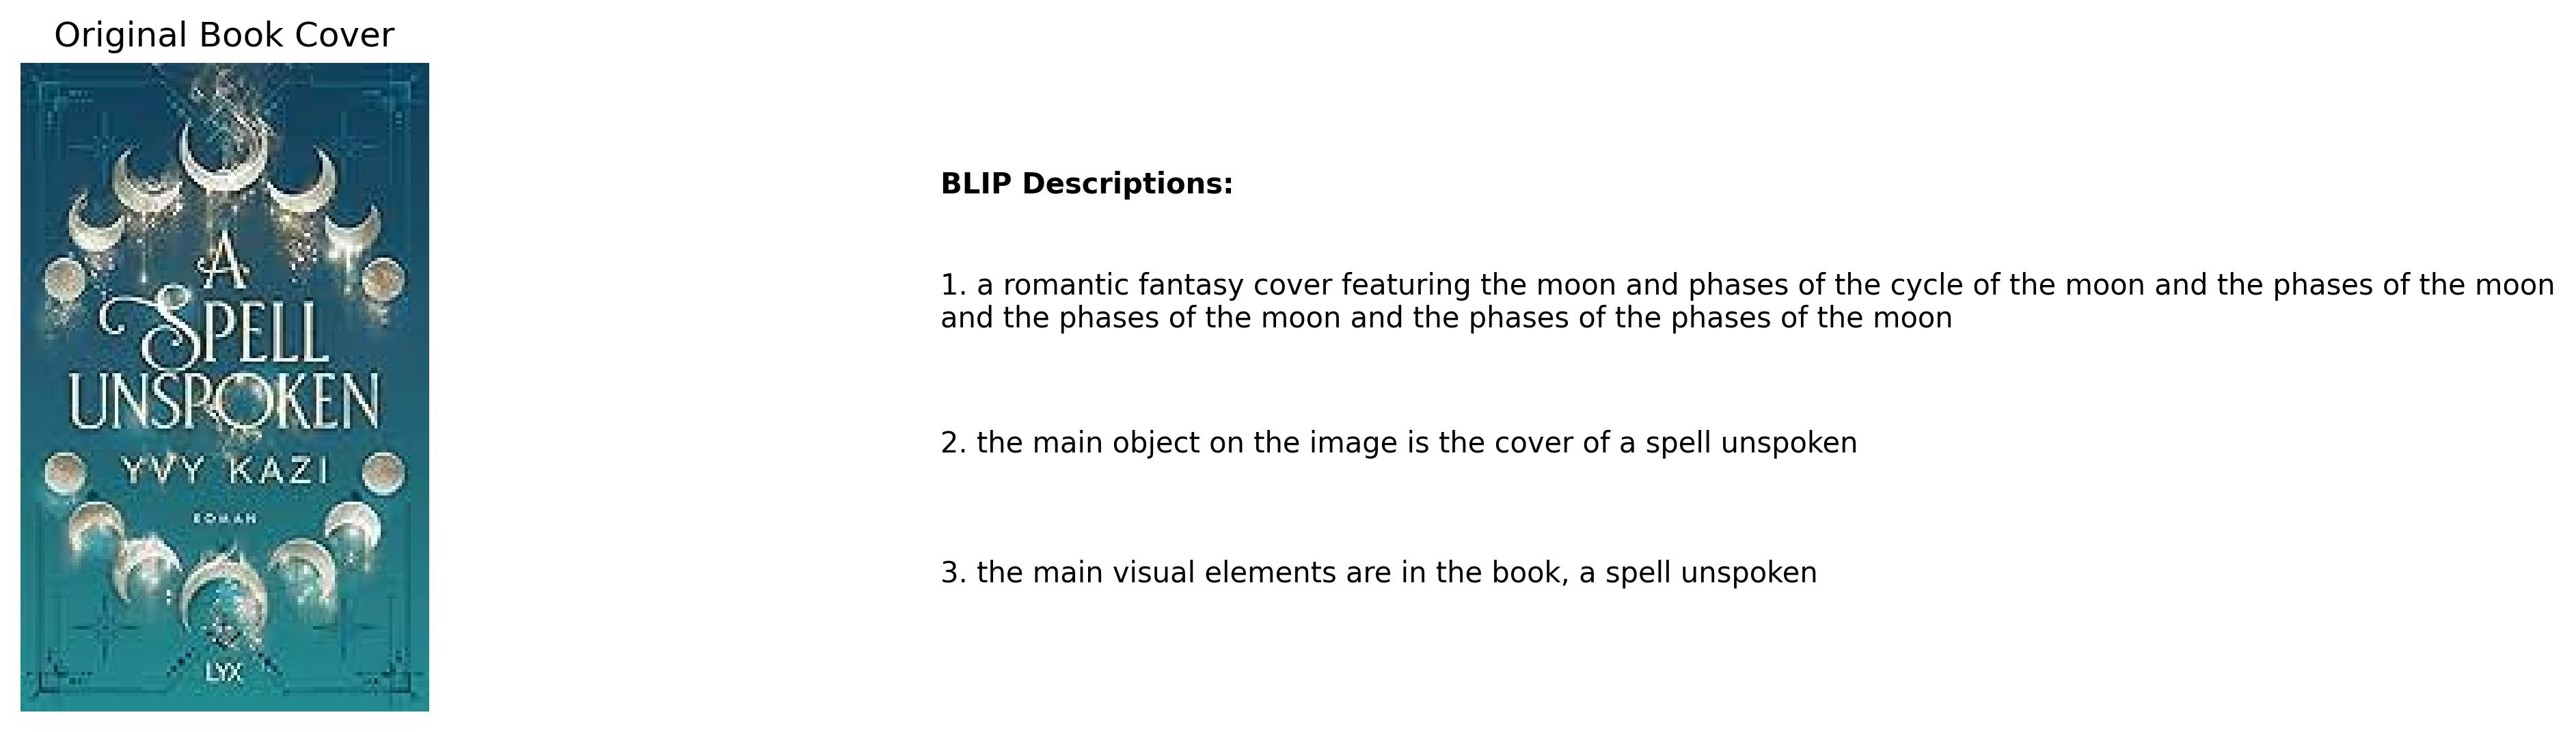 Original Book Cover
A
SPELL
UNSPOKEN
YVY KAZI
ROMAN
LYX
BLIP Descriptions:
1. a romantic fantasy cover featuring the moon and phases of the cycle of the moon and the phases of the moon
and the phases of the moon and the phases of the phases of the moon
2. the main object on the image is the cover of a spell unspoken
3. the main visual elements are in the book, a spell unspoken